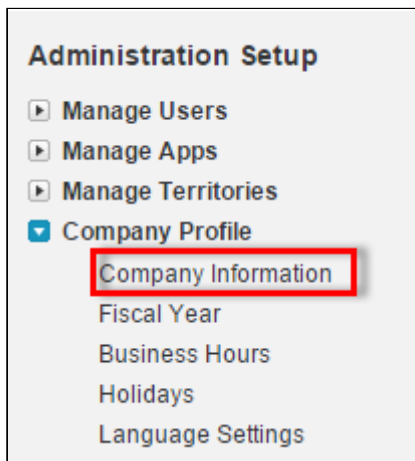 Administration Setup
Manage Users
Manage Apps
Manage Territories
Company Profile
Company Information
Fiscal Year
Business Hours
Holidays
Language Settings